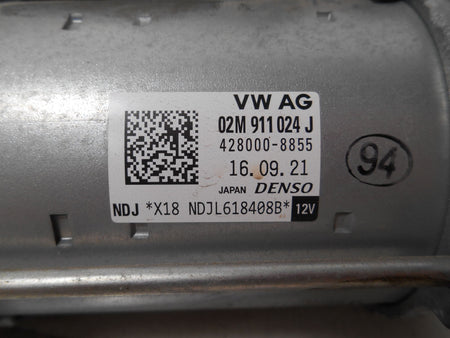 VW AG
02M 911 024 J
428000-8855
16.09.21
JAPAN DENSO
NDJ *X18 NDJL618408B* 12V
94